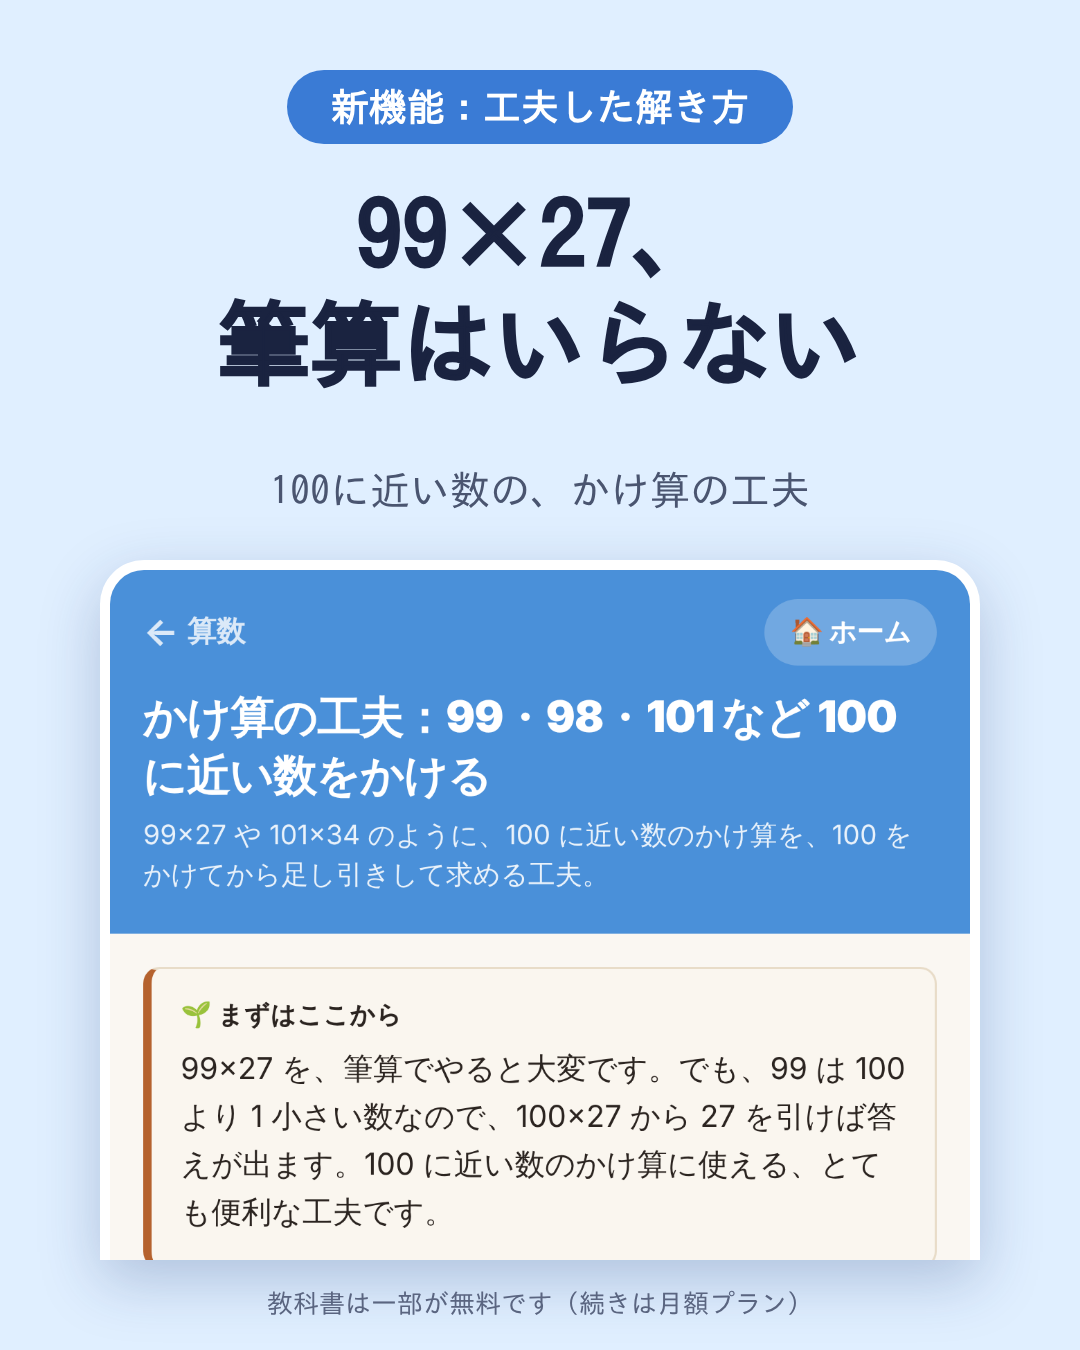 新機能：工夫した解き方
99×27、
筆算はいらない
100に近い数の、かけ算の工夫
← 算数
🏠 ホーム
かけ算の工夫：99・98・101 など 100
に近い数をかける
99×27 や 101×34 のように、100 に近い数のかけ算を、100 を
かけてから足し引きして求める工夫。
🌱 まずはここから
99×27 を、筆算でやると大変です。でも、99 は 100
より 1 小さい数なので、100×27 から 27 を引けば答
えが出ます。100 に近い数のかけ算に使える、とて
も便利な工夫です。
教科書は一部が無料です（続きは月額プラン）